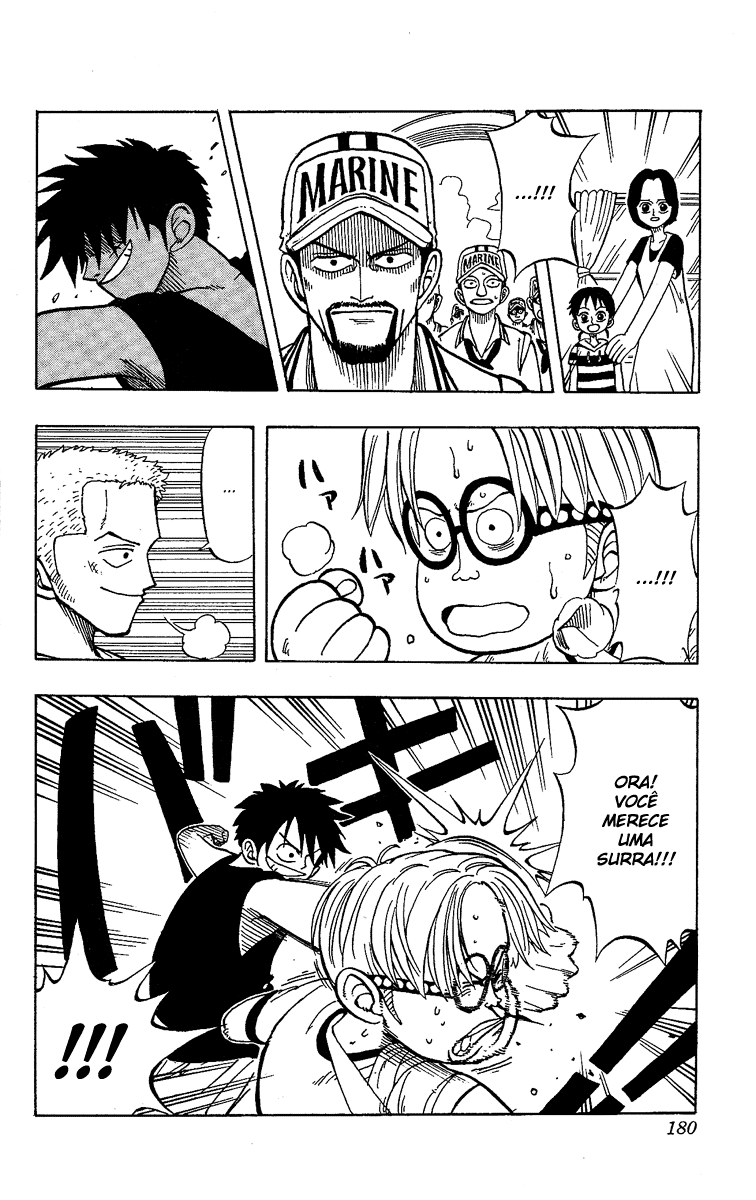 ...!!!
MARINE
MARINE
...!!!
ハァ
ハァ
...
ORA!
VOCÊ
MERECE
UMA
SURRA!!!
!!!
180